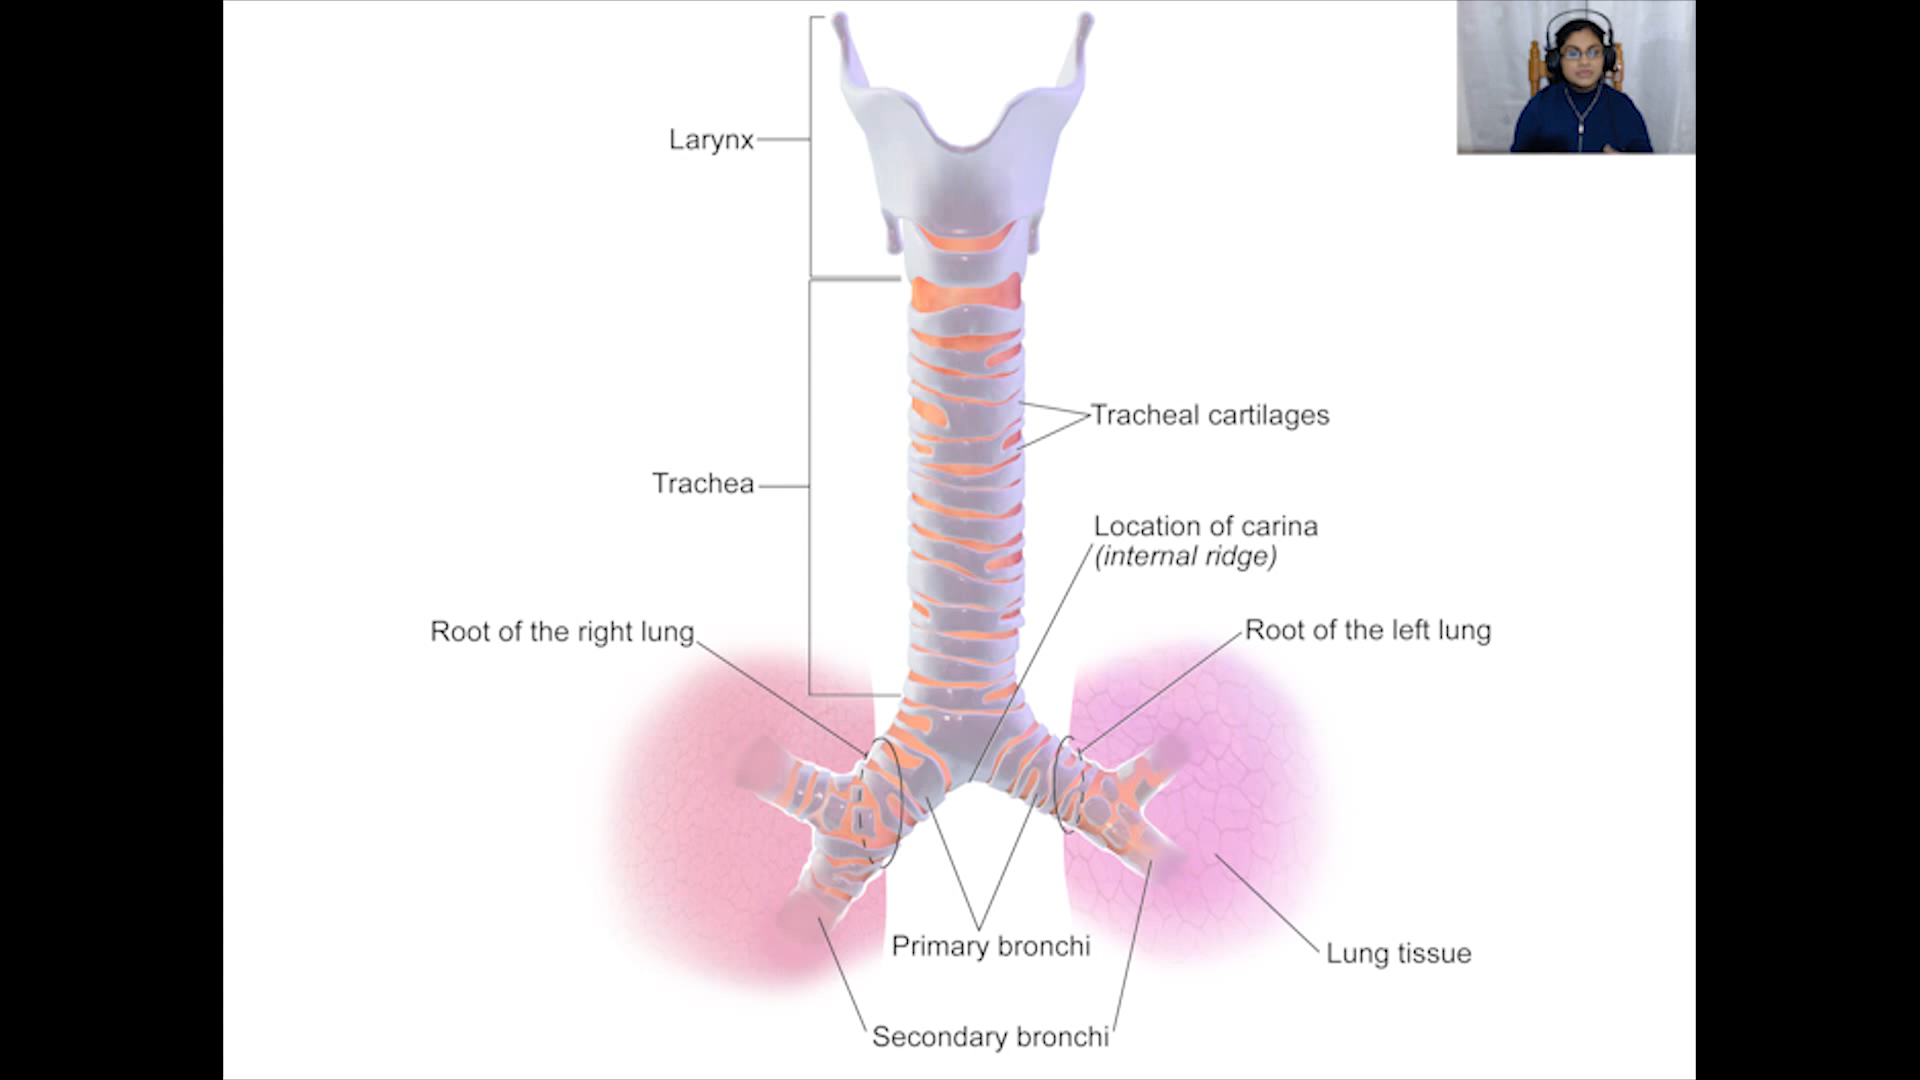 Larynx
Tracheal cartilages
Trachea
Location of carina
(internal ridge)
Root of the right lung
Root of the left lung
Primary bronchi
Lung tissue
Secondary bronchi